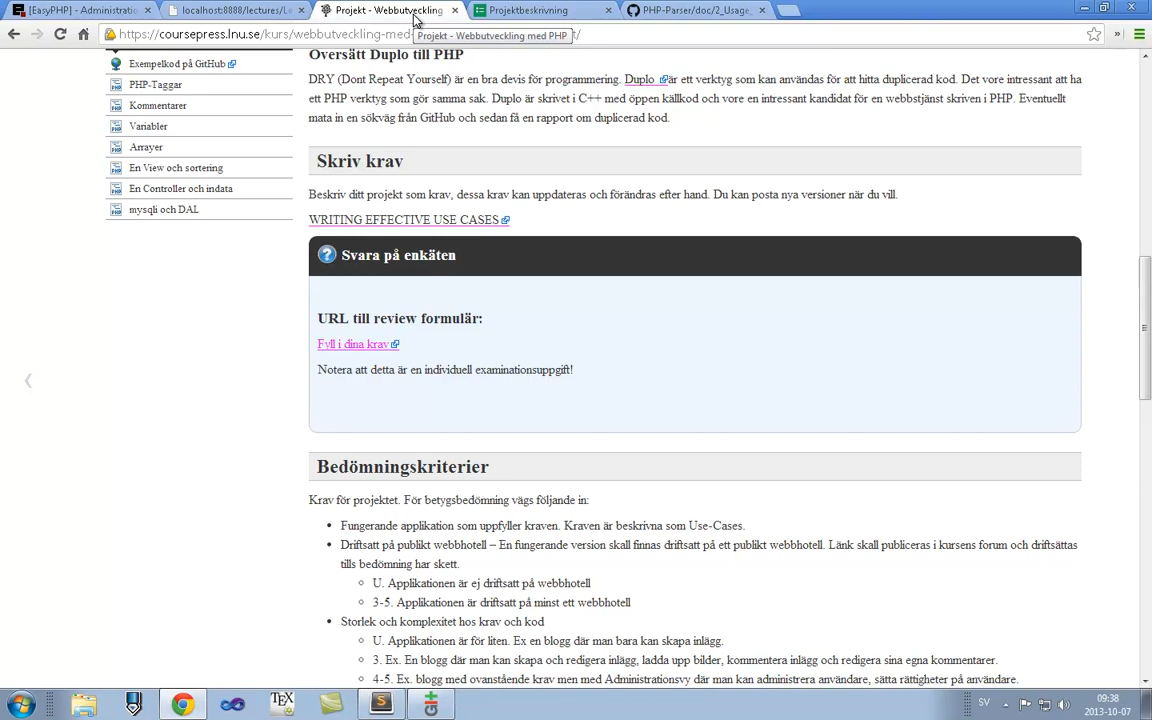 [EasyPHP] - Administratio
localhost:8888/lectures/Le
Projekt - Webbutveckling
Projektbeskrivning
PHP-Parser/doc/2_Usage_
https://coursepress.lnu.se/kurs/webbutveckling-med-
Projekt - Webbutveckling med PHP
Exempelkod på GitHub
PHP-Taggar
Kommentarer
Variabler
Arrayer
En View och sortering
En Controller och indata
mysqli och DAL
Oversätt Duplo till PHP
DRY (Dont Repeat Yourself) är en bra devis för programmering. Duplo är ett verktyg som kan användas för att hitta duplicerad kod. Det vore intressant att ha
ett PHP verktyg som gör samma sak. Duplo är skrivet i C++ med öppen källkod och vore en intressant kandidat för en webbstjänst skriven i PHP. Eventuellt
mata in en sökväg från GitHub och sedan få en rapport om duplicerad kod.
Skriv krav
Beskriv ditt projekt som krav, dessa krav kan uppdateras och förändras efter hand. Du kan posta nya versioner när du vill.
WRITING EFFECTIVE USE CASES
Svara på enkäten
URL till review formulär:
Fyll i dina krav
Notera att detta är en individuell examinationsuppgift!
Bedömningskriterier
Krav för projektet. För betygsbedömning vägs följande in:
• Fungerande applikation som uppfyller kraven. Kraven är beskrivna som Use-Cases.
• Driftsatt på publikt webbhotell – En fungerande version skall finnas driftsatt på ett publikt webbhotell. Länk skall publiceras i kursens forum och driftsättas
tills bedömning har skett.
◦ U. Applikationen är ej driftsatt på webbhotell
◦ 3-5. Applikationen är driftsatt på minst ett webbhotell
• Storlek och komplexitet hos krav och kod
◦ U. Applikationen är för liten. Ex en blogg där man bara kan skapa inlägg.
◦ 3. Ex. En blogg där man kan skapa och redigera inlägg, ladda upp bilder, kommentera inlägg och redigera sina egna kommentarer.
◦ 4-5. Ex. blogg med ovanstående krav men med Administrationsvy där man kan administrera användare, sätta rättigheter på användare.
SV
09:38
2013-10-07